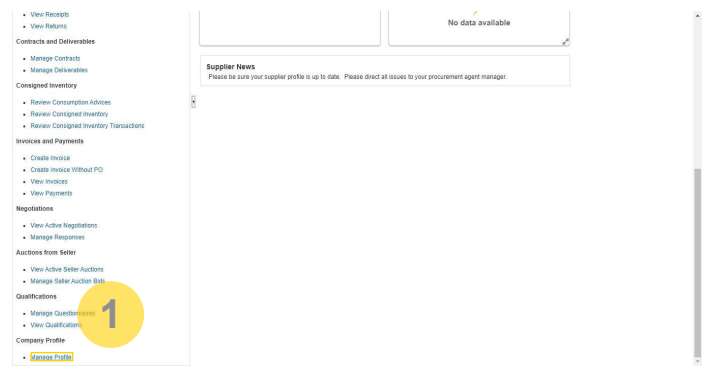 View Receipts
View Returns
No data available
Contracts and Deliverables
Manage Contracts
Manage Deliverables
Supplier News
Please be sure your supplier profile is up to date. Please direct all issues to your procurement agent manager.
Consigned Inventory
Review Consumption Advices
Review Consigned Inventory
Review Consigned Inventory Transactions
Invoices and Payments
Create Invoice
Create Invoice Without PO
View Invoices
View Payments
Negotiations
View Active Negotiations
Manage Responses
Auctions from Seller
View Active Seller Auctions
Manage Seller Auction Bids
Qualifications
Manage Questionnaires
View Qualifications
1
Company Profile
Manage Profile